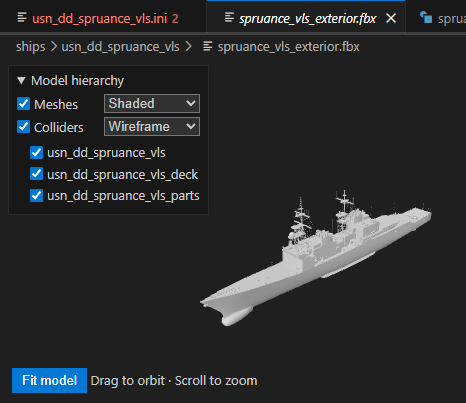 usn_dd_spruance_vls.ini 2 spruance_vls_exterior.fbx sprua
ships > usn_dd_spruance_vls > spruance_vls_exterior.fbx
Model hierarchy
Meshes Shaded
Colliders Wireframe
usn_dd_spruance_vls
usn_dd_spruance_vls_deck
usn_dd_spruance_vls_parts
Fit model Drag to orbit · Scroll to zoom